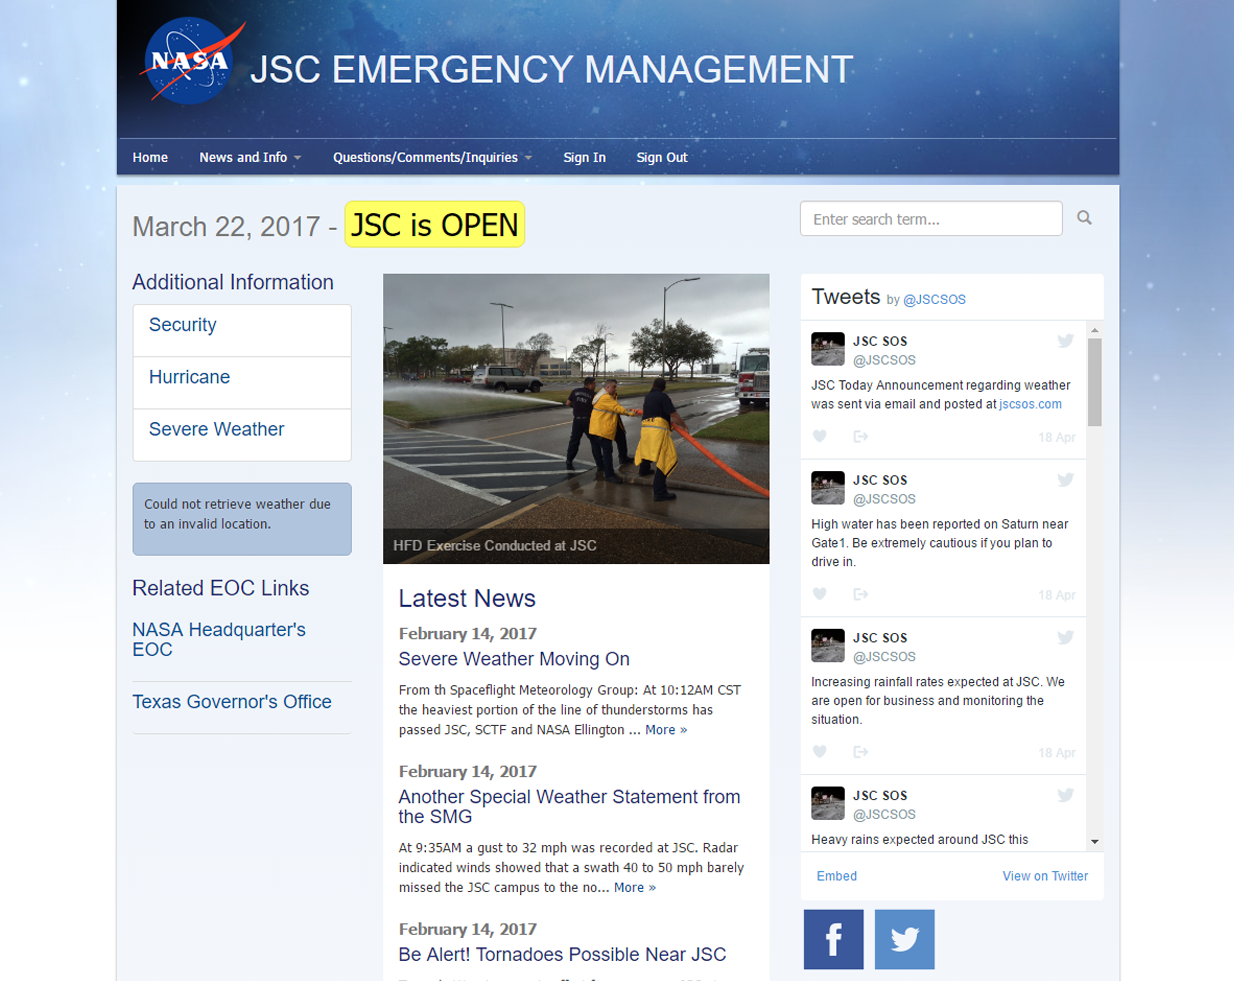 NASA
JSC EMERGENCY MANAGEMENT
Home
News and Info
Questions/Comments/Inquiries
Sign In
Sign Out
March 22, 2017 - JSC is OPEN
Enter search term...
Additional Information
Security
Hurricane
Severe Weather
Could not retrieve weather due
to an invalid location.
Related EOC Links
NASA Headquarter's
EOC
Texas Governor's Office
HFD Exercise Conducted at JSC
Latest News
February 14, 2017
Severe Weather Moving On
From th Spaceflight Meteorology Group: At 10:12AM CST
the heaviest portion of the line of thunderstorms has
passed JSC, SCTF and NASA Ellington ... More »
February 14, 2017
Another Special Weather Statement from
the SMG
At 9:35AM a gust to 32 mph was recorded at JSC. Radar
indicated winds showed that a swath 40 to 50 mph barely
missed the JSC campus to the no... More »
February 14, 2017
Be Alert! Tornadoes Possible Near JSC
Tweets by @JSCSOS
JSC SOS
@JSCSOS
JSC Today Announcement regarding weather
was sent via email and posted at jscsos.com
18 Apr
JSC SOS
@JSCSOS
High water has been reported on Saturn near
Gate1. Be extremely cautious if you plan to
drive in.
18 Apr
JSC SOS
@JSCSOS
Increasing rainfall rates expected at JSC. We
are open for business and monitoring the
situation.
18 Apr
JSC SOS
@JSCSOS
Heavy rains expected around JSC this
Embed
View on Twitter